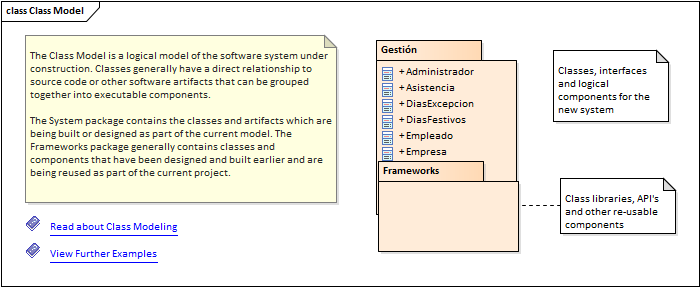 class Class Model
The Class Model is a logical model of the software system under
construction. Classes generally have a direct relationship to
source code or other software artifacts that can be grouped
together into executable components.
The System package contains the classes and artifacts which are
being built or designed as part of the current model. The
Frameworks package generally contains classes and
components that have been designed and built earlier and are
being reused as part of the current project.
Read about Class Modeling
View Further Examples
Gestión
+ Administrador
+ Asistencia
+ DiasExcepcion
+ DiasFestivos
+ Empleado
+ Empresa
Frameworks
Classes, interfaces
and logical
components for the
new system
Class libraries, API's
and other re-usable
components